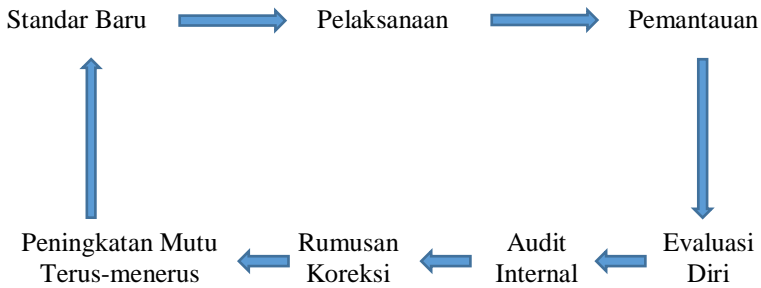 Standar Baru
Pelaksanaan
Pemantauan
Peningkatan Mutu
Terus-menerus
Rumusan
Koreksi
Audit
Internal
Evaluasi
Diri